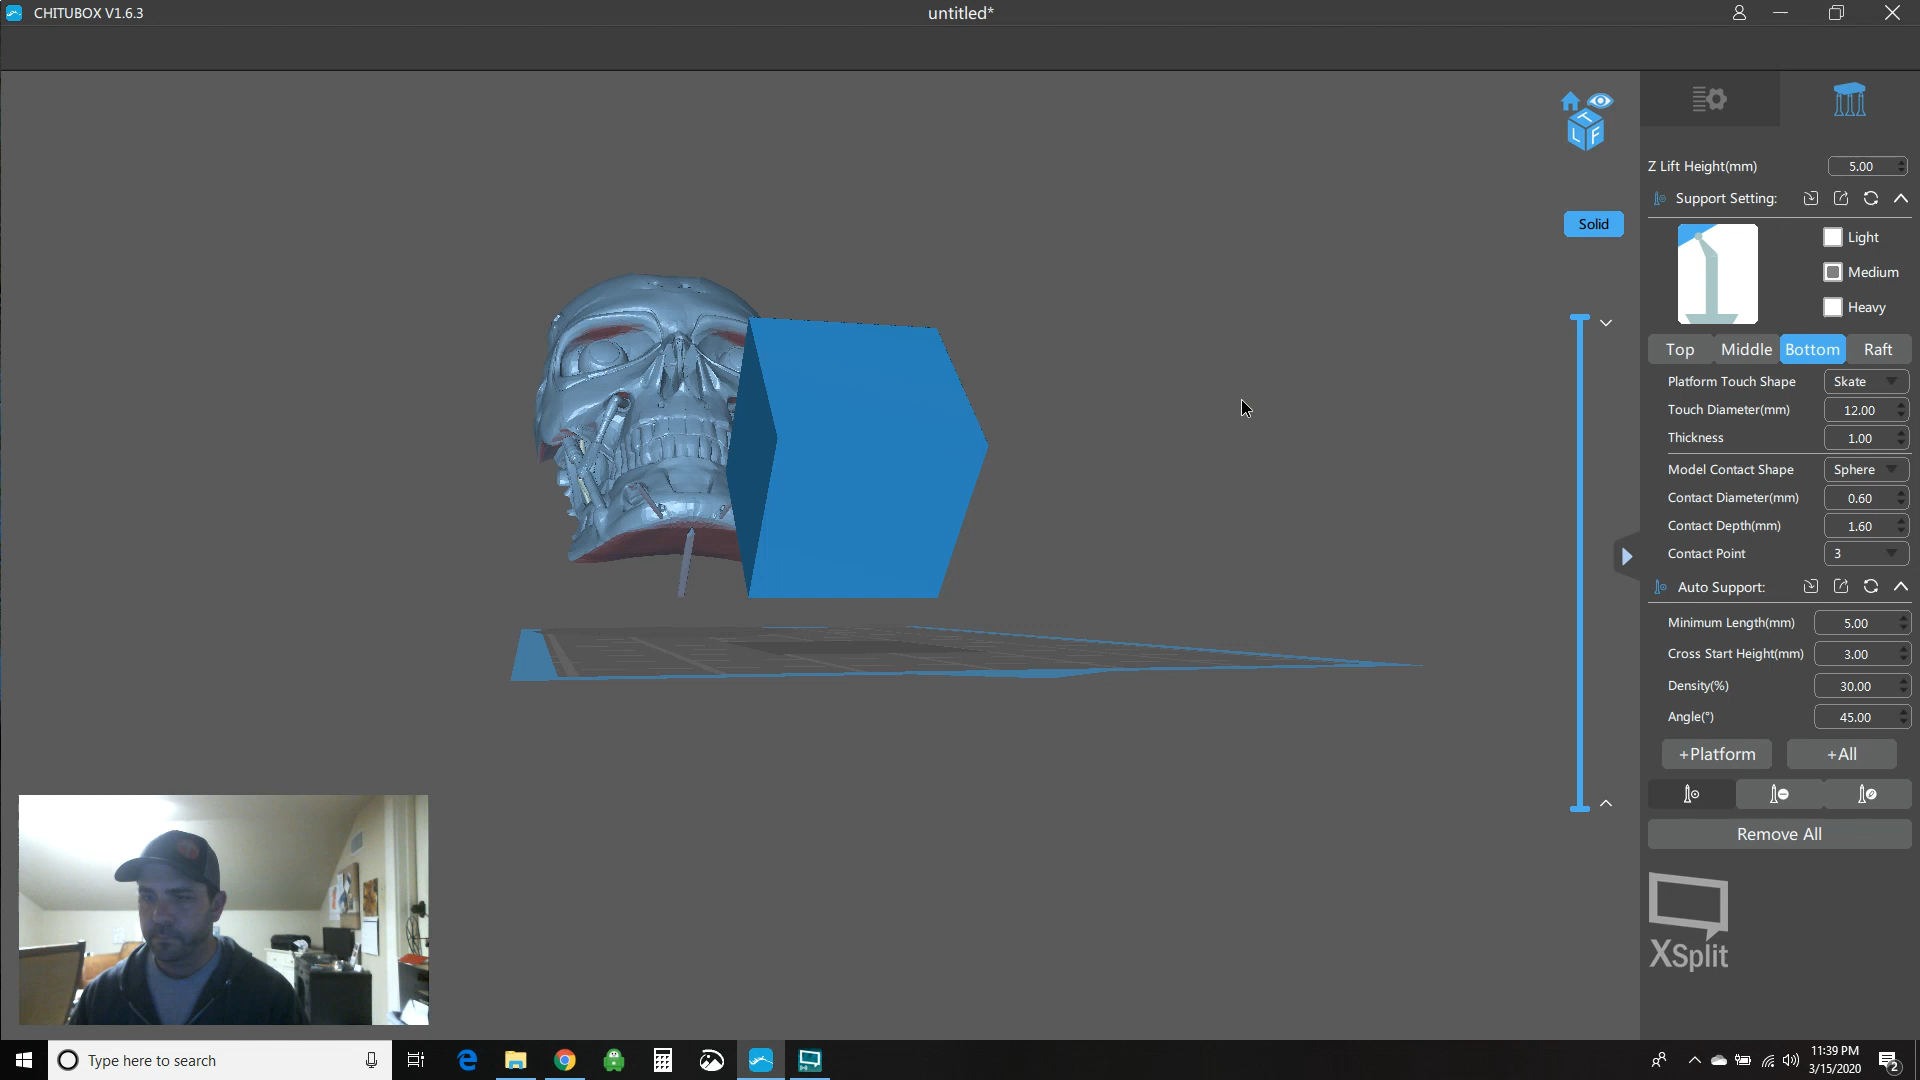 CHITUBOX V1.6.3
untitled*
T
L F
Solid
Z Lift Height(mm) 5.00
Support Setting:
Light
Medium
Heavy
Top Middle Bottom Raft
Platform Touch Shape Skate
Touch Diameter(mm) 12.00
Thickness 1.00
Model Contact Shape Sphere
Contact Diameter(mm) 0.60
Contact Depth(mm) 1.60
Contact Point 3
Auto Support:
Minimum Length(mm) 5.00
Cross Start Height(mm) 3.00
Density(%) 30.00
Angle(°) 45.00
+Platform +All
Remove All
XSplit
Type here to search
11:39 PM
3/15/2020
2